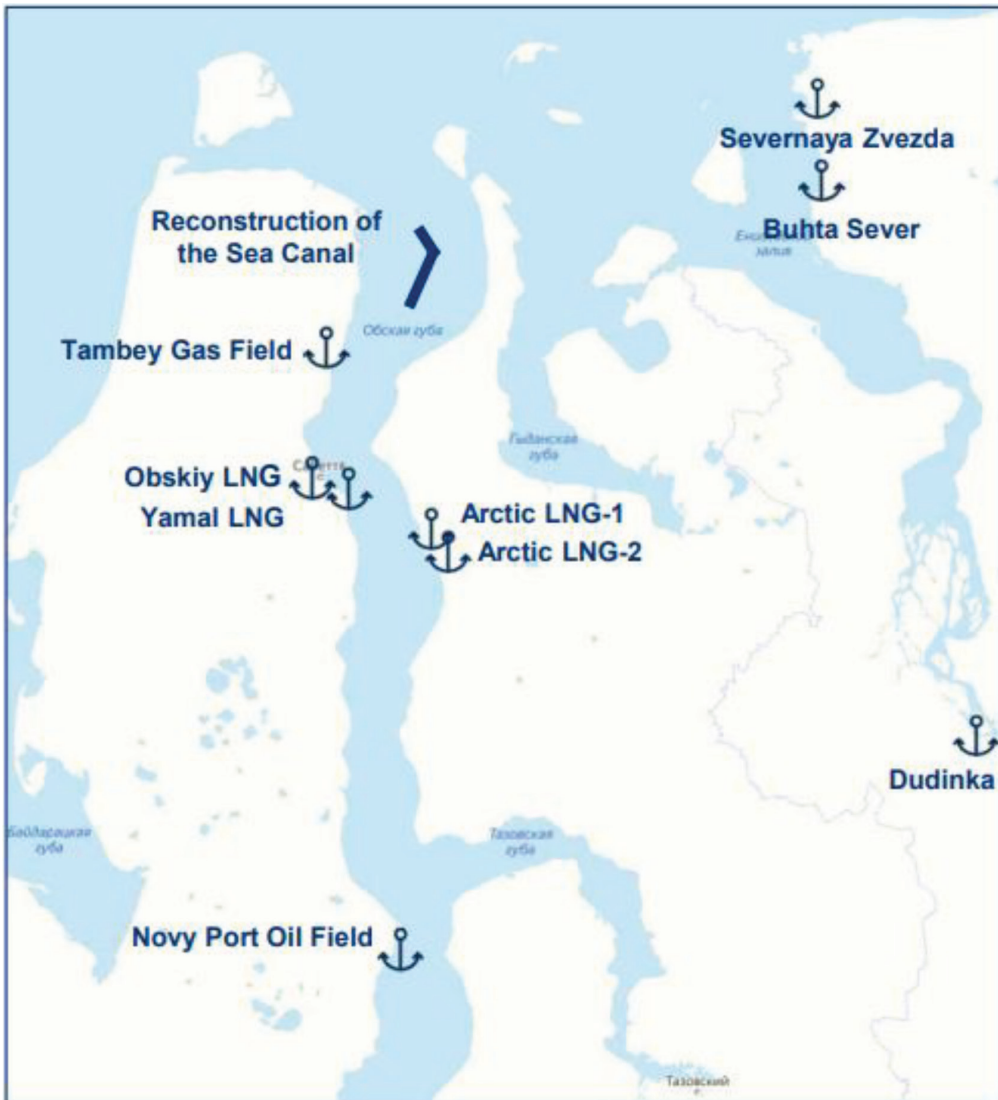 Severnaya Zvezda
Reconstruction of
the Sea Canal
Buhta Sever
залив
Обская губа
Tambey Gas Field
Гыданская
губа
Obskiy LNG
Yamal LNG
Arctic LNG-1
Arctic LNG-2
Dudinka
Байдарацкая
губа
Тазовская
губа
Novy Port Oil Field
Тазовский